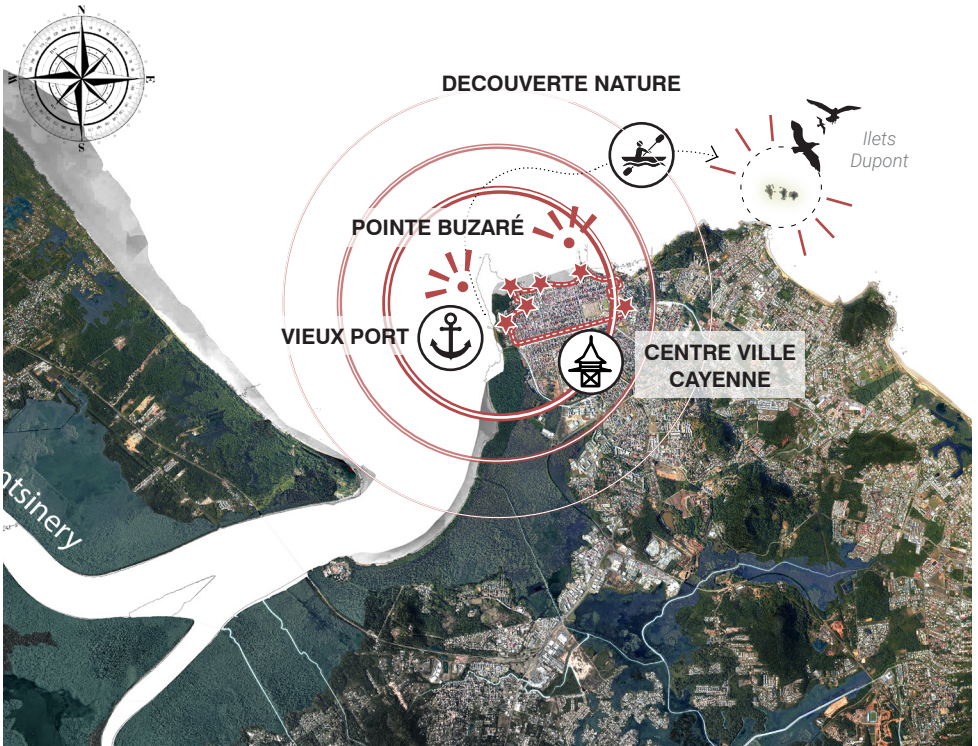 N
W
E
S
DECOUVERTE NATURE
Ilets
Dupont
POINTE BUZARÉ
VIEUX PORT
CENTRE VILLE
CAYENNE
ntsinery